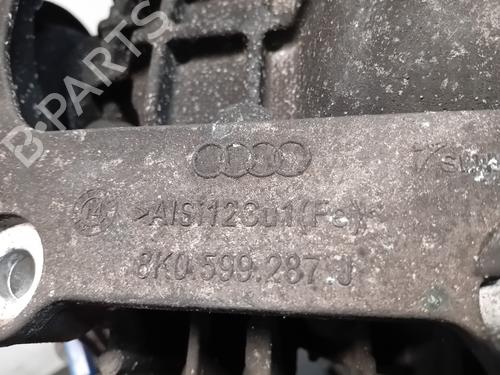 B-PARTS
>AlSi12Cu1(Fe)<
8K0.599.287 J